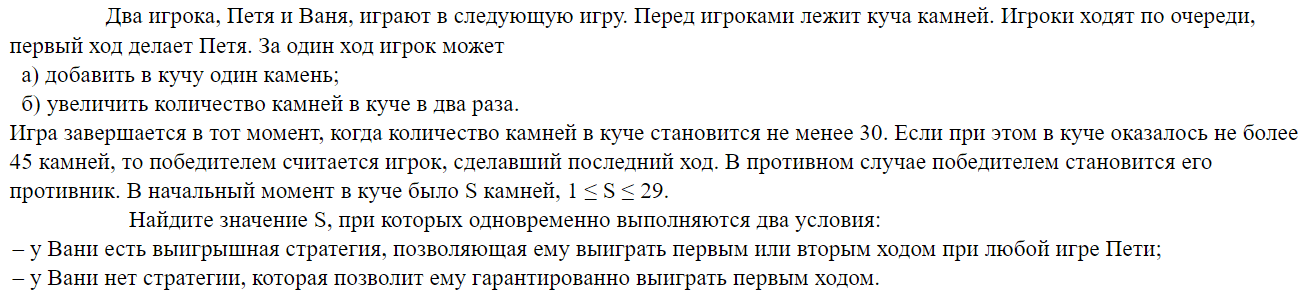 Два игрока, Петя и Ваня, играют в следующую игру. Перед игроками лежит куча камней. Игроки ходят по очереди,
первый ход делает Петя. За один ход игрок может
а) добавить в кучу один камень;
б) увеличить количество камней в куче в два раза.
Игра завершается в тот момент, когда количество камней в куче становится не менее 30. Если при этом в куче оказалось не более
45 камней, то победителем считается игрок, сделавший последний ход. В противном случае победителем становится его
противник. В начальный момент в куче было S камней, 1 ≤ S ≤ 29.
Найдите значение S, при которых одновременно выполняются два условия:
– у Вани есть выигрышная стратегия, позволяющая ему выиграть первым или вторым ходом при любой игре Пети;
– у Вани нет стратегии, которая позволит ему гарантированно выиграть первым ходом.